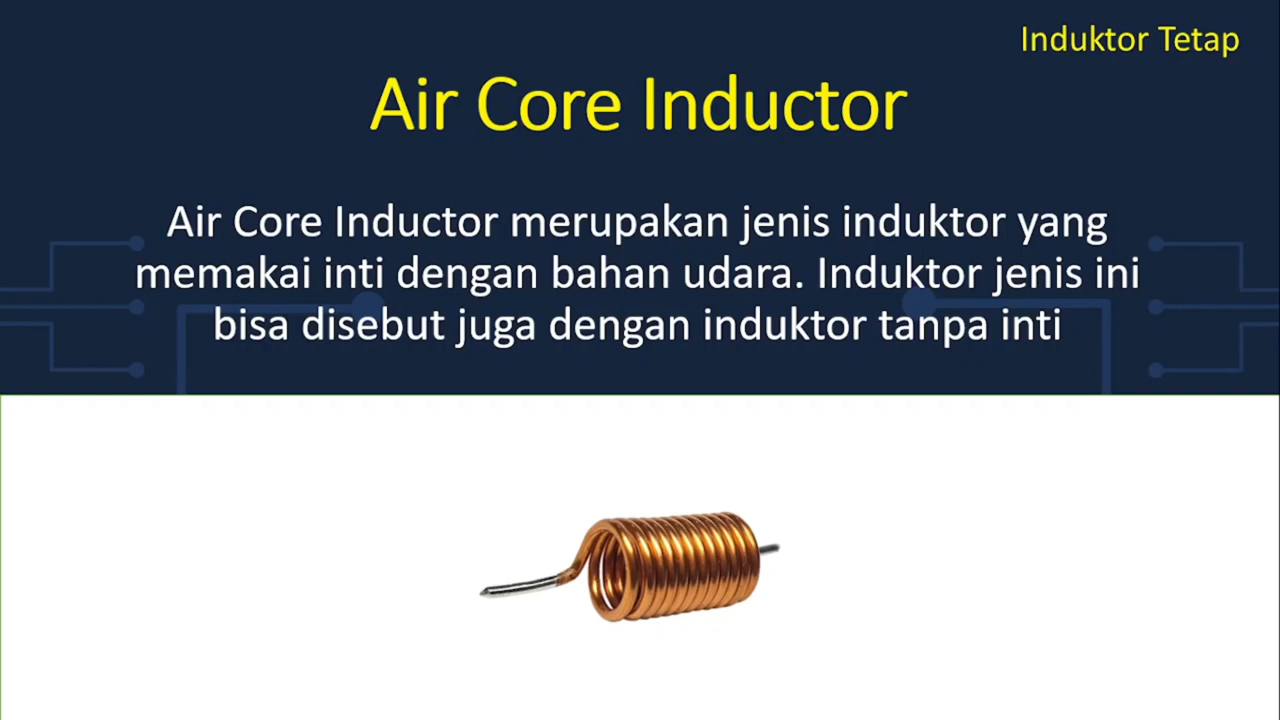 Induktor Tetap
Air Core Inductor
Air Core Inductor merupakan jenis induktor yang
memakai inti dengan bahan udara. Induktor jenis ini
bisa disebut juga dengan induktor tanpa inti